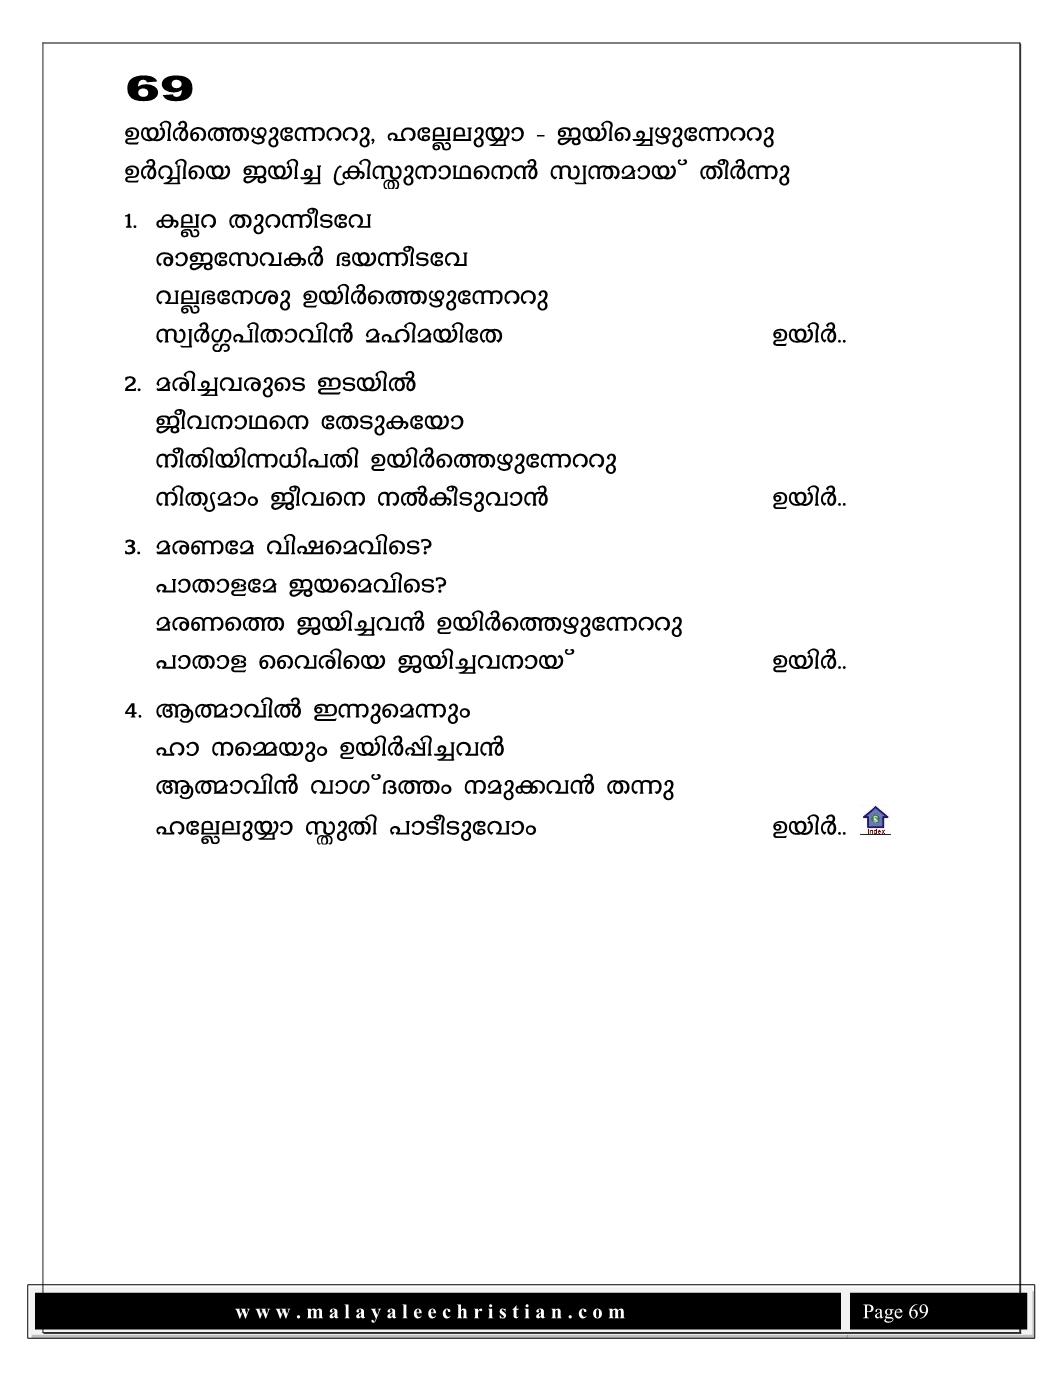 69
ഉയിർത്തെഴുന്നേററു, ഹല്ലേലുയ്യാ - ജയിച്ചെഴുന്നേററു
ഉർവ്വിയെ ജയിച്ച ക്രിസ്തുനാഥനെൻ സ്വന്തമായ് തീർന്നു
1. കല്ലറ തുറന്നീടവേ
രാജസേവകർ ഭയന്നീടവേ
വല്ലഭനേശു ഉയിർത്തെഴുന്നേററു
സ്വർഗ്ഗപിതാവിൻ മഹിമയിതേ ഉയിർ..
2. മരിച്ചവരുടെ ഇടയിൽ
ജീവനാഥനെ തേടുകയോ
നീതിയിന്നധിപതി ഉയിർത്തെഴുന്നേററു
നിത്യമാം ജീവനെ നൽകീടുവാൻ ഉയിർ..
3. മരണമേ വിഷമെവിടെ?
പാതാളമേ ജയമെവിടെ?
മരണത്തെ ജയിച്ചവൻ ഉയിർത്തെഴുന്നേററു
പാതാള വൈരിയെ ജയിച്ചവനായ് ഉയിർ..
4. ആത്മാവിൽ ഇന്നുമെന്നും
ഹാ നമ്മെയും ഉയിർപ്പിച്ചവൻ
ആത്മാവിൻ വാഗ്ദത്തം നമുക്കവൻ തന്നു
ഹല്ലേലുയ്യാ സ്തുതി പാടീടുവോം ഉയിർ..
Index
www.malayaleechristian.com Page 69